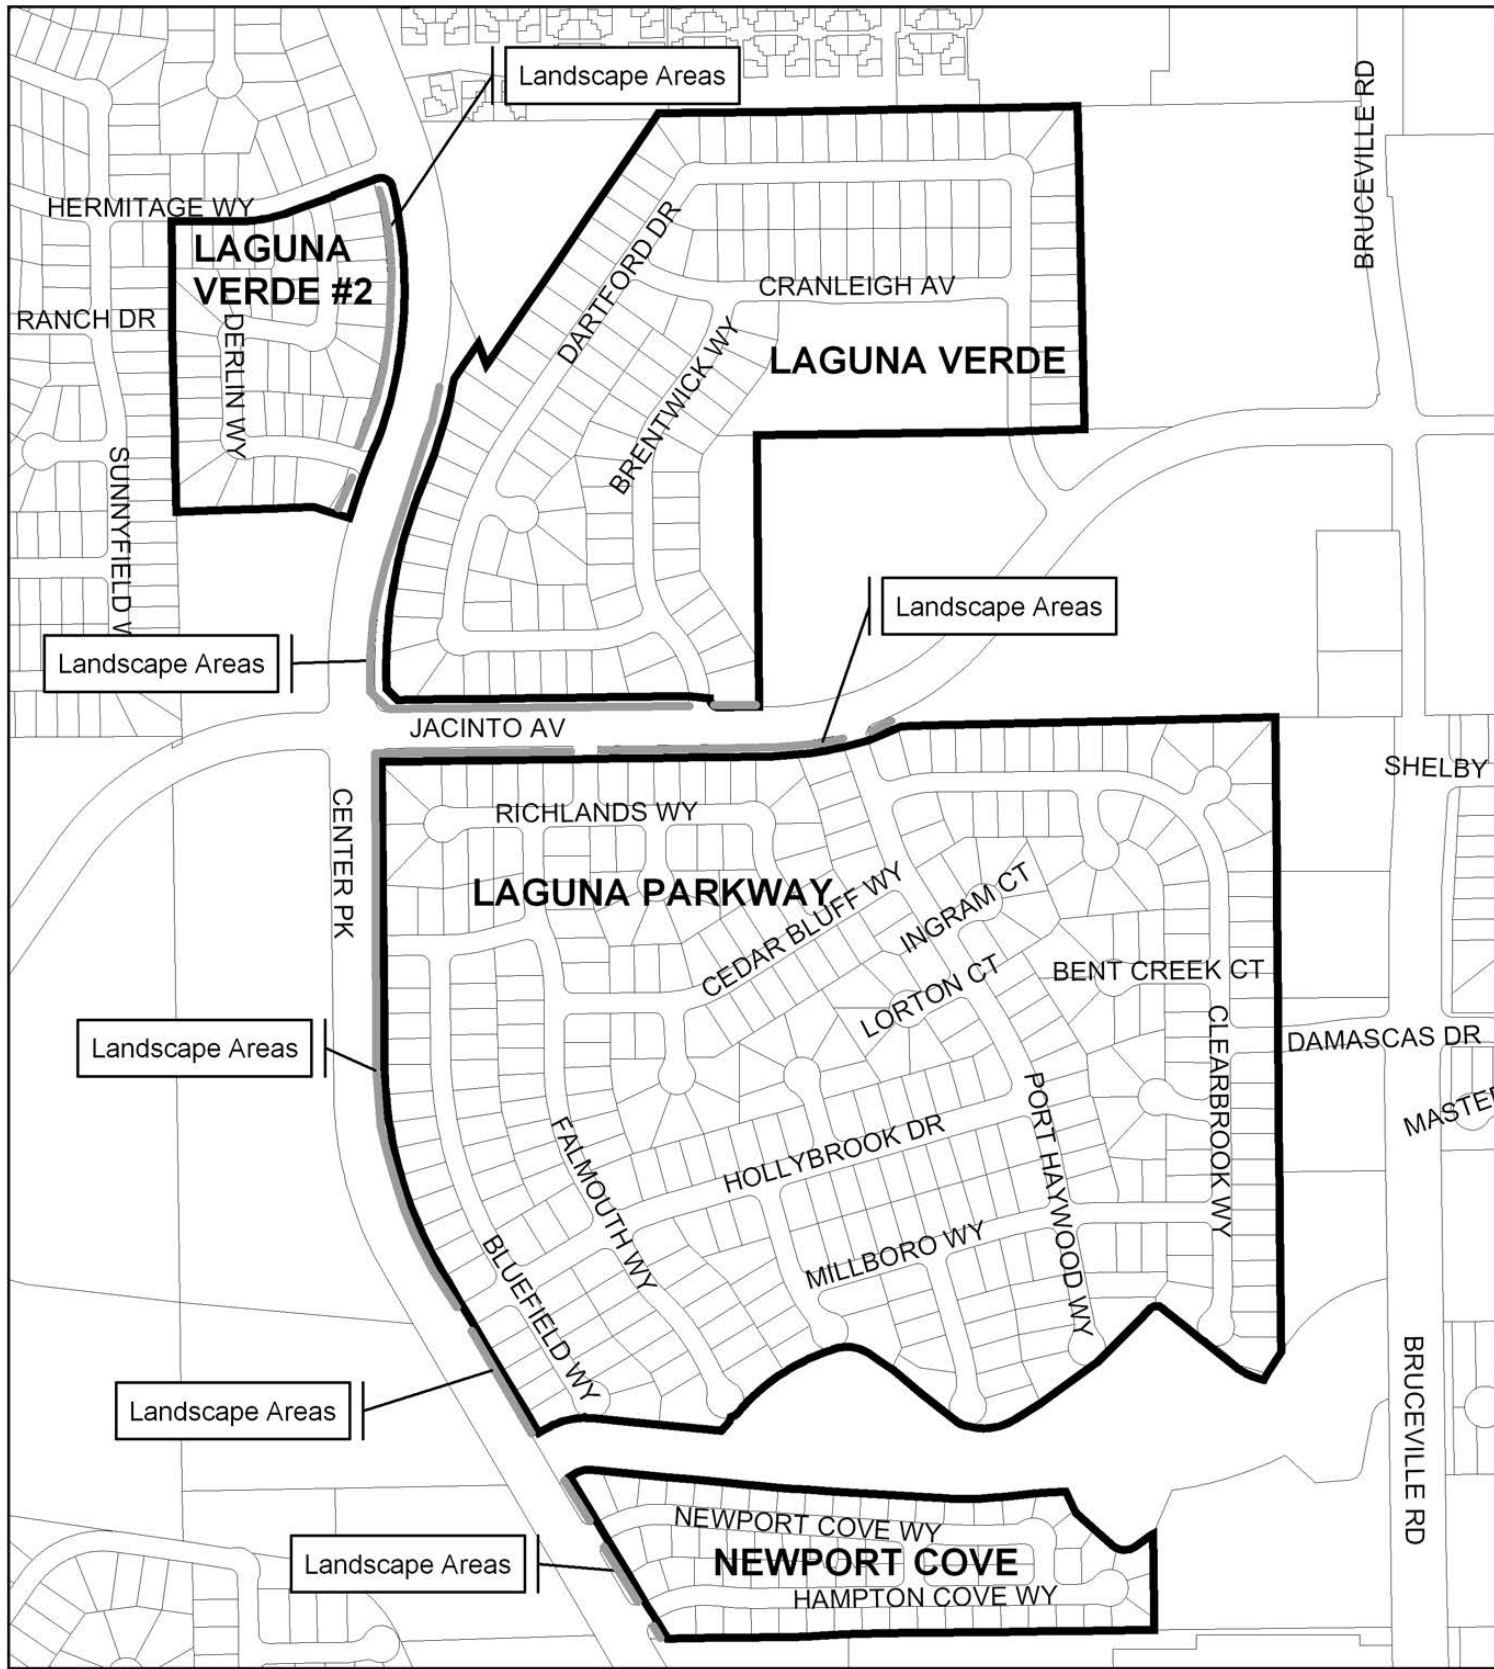 Landscape Areas
BRUCEVILLE RD
HERMITAGE WY
LAGUNA
VERDE #2
DARTFORD DR
CRANLEIGH AV
RANCH DR
DERLIN WY
BRENTWICK WY
LAGUNA VERDE
SUNNYFIELD
Landscape Areas
Landscape Areas
JACINTO AV
SHELBY
CENTER PK
RICHLANDS WY
LAGUNA PARKWAY
CEDAR BLUFF WY
INGRAM CT
LORTON CT
BENT CREEK CT
CLEARBROOK WY
DAMASCAS DR
Landscape Areas
PORT HAYWOOD WY
FALMOUTH WY
HOLLYBROOK DR
MILLBORO WY
BLUEFIELD WY
BRUCEVILLE RD
Landscape Areas
NEWPORT COVE WY
Landscape Areas
NEWPORT COVE
HAMPTON COVE WY